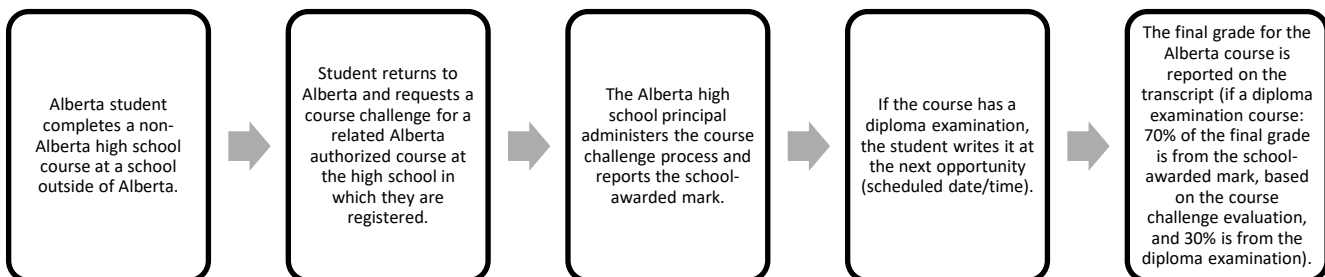 Alberta student
completes a non-
Alberta high school
course at a school
outside of Alberta.
Student returns to
Alberta and requests a
course challenge for a
related Alberta
authorized course at
the high school in
which they are
registered.
The Alberta high
school principal
administers the course
challenge process and
reports the school-
awarded mark.
If the course has a
diploma examination,
the student writes it at
the next opportunity
(scheduled date/time).
The final grade for the
Alberta course is
reported on the
transcript (if a diploma
examination course:
70% of the final grade
is from the school-
awarded mark, based
on the course
challenge evaluation,
and 30% is from the
diploma examination).